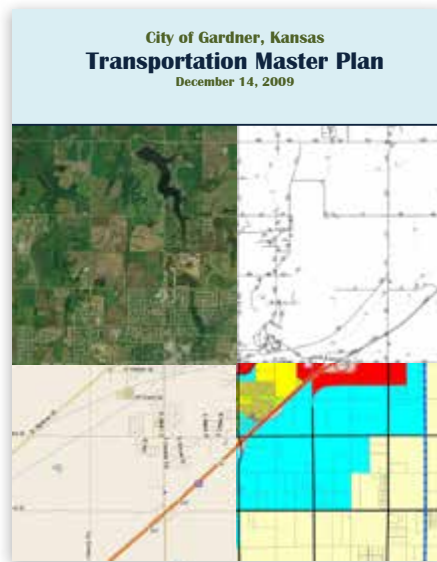 City of Gardner, Kansas
Transportation Master Plan
December 14, 2009